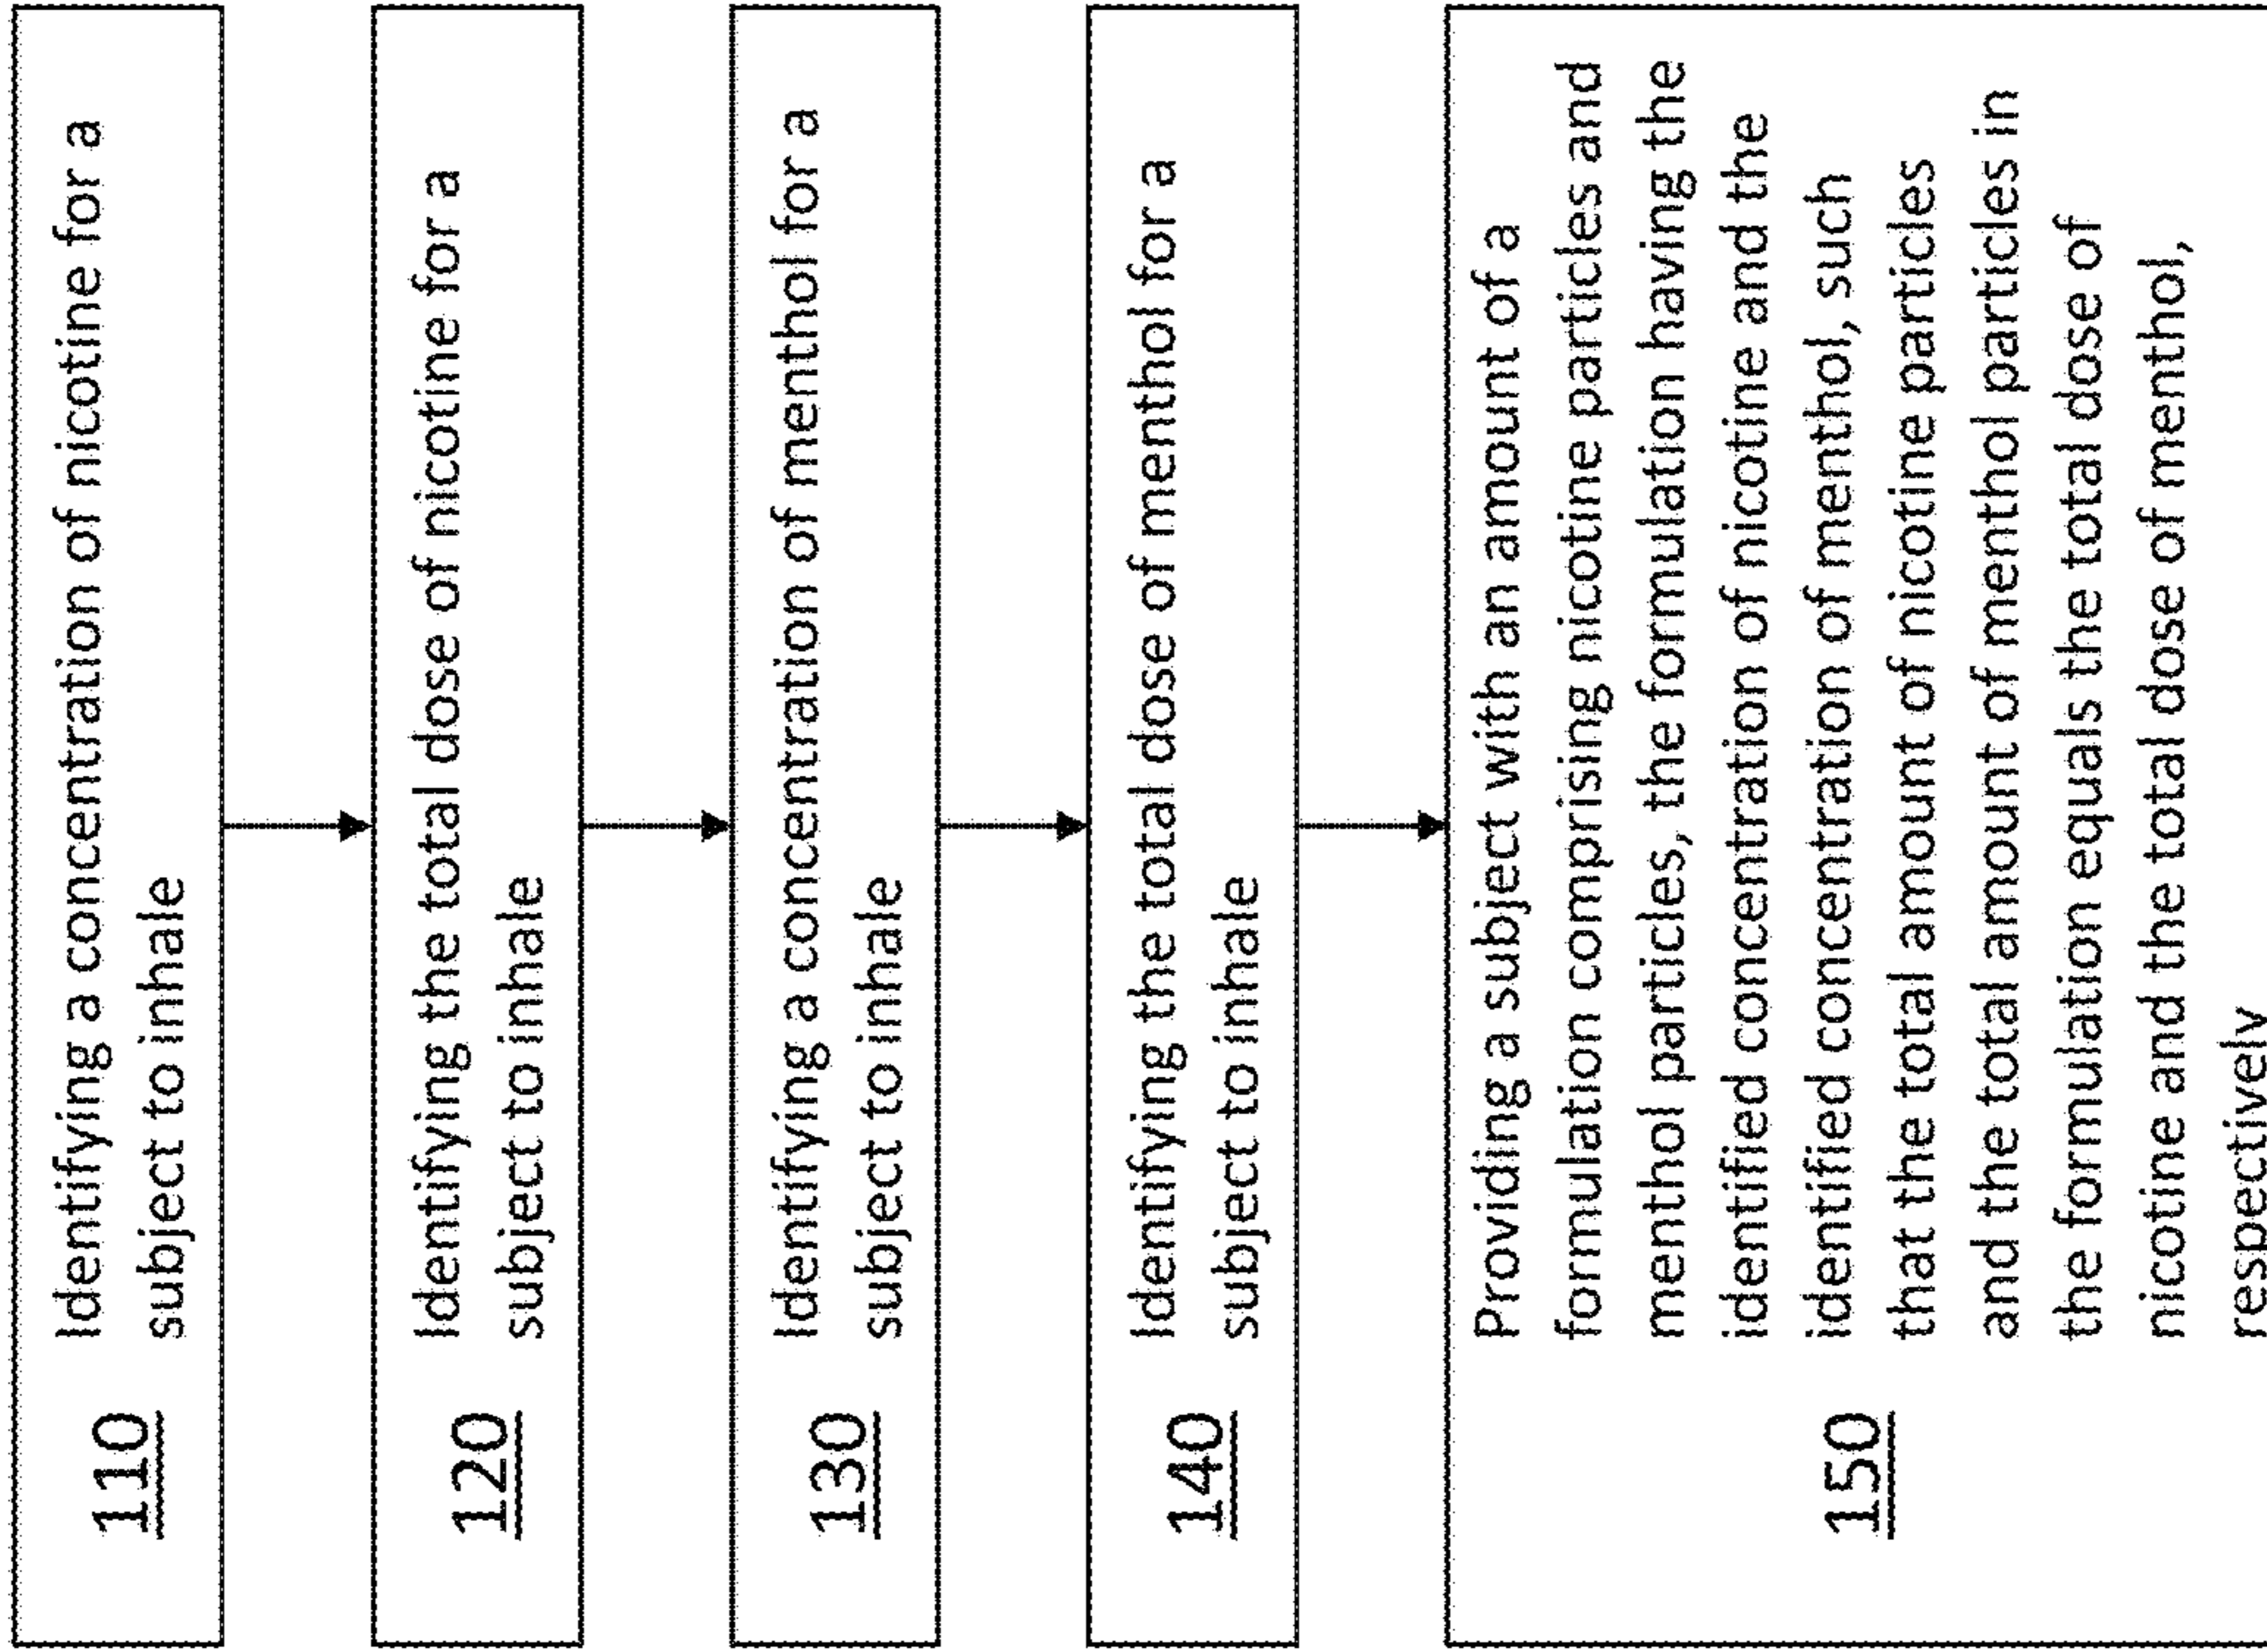 110
Identifying a concentration of nicotine for a
subject to inhale
120
Identifying the total dose of nicotine for a
subject to inhale
130
Identifying a concentration of menthol for a
subject to inhale
140
Identifying the total dose of menthol for a
subject to inhale
150
Providing a subject with an amount of a
formulation comprising nicotine particles and
menthol particles, the formulation having the
identified concentration of nicotine and the
identified concentration of menthol, such
that the total amount of nicotine particles
and the total amount of menthol particles in
the formulation equals the total dose of
nicotine and the total dose of menthol,
respectively